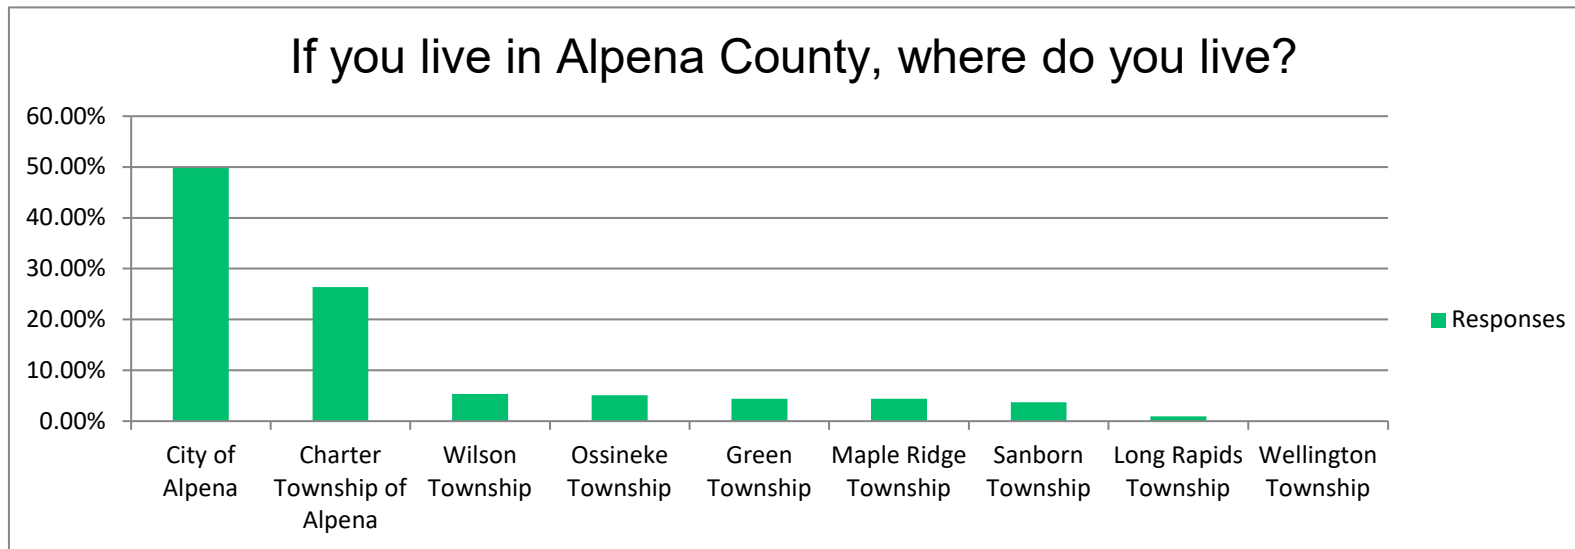 If you live in Alpena County, where do you live?
60.00%
50.00%
40.00%
30.00%
20.00%
10.00%
0.00%
City of
Alpena
Charter
Township of
Alpena
Wilson
Township
Ossineke
Township
Green
Township
Maple Ridge
Township
Sanborn
Township
Long Rapids
Township
Wellington
Township
Responses